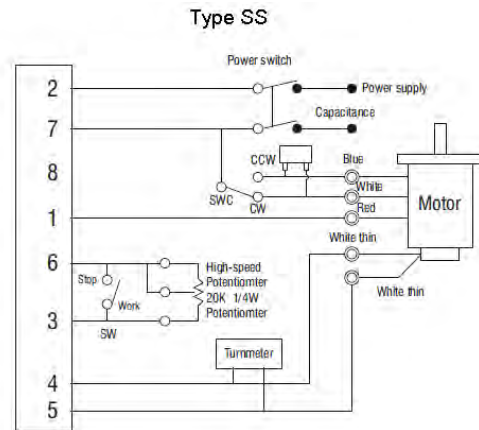 Type SS
Power switch
2
Power supply
7
Capacitance
CCW
Blue
8
White
SWC
CW
Red
1
Motor
White thin
6
High-speed
Stop
Potentiomter
20K 1/4W
Work
Potentiomter
White thin
3
SW
Turnmeter
4
5